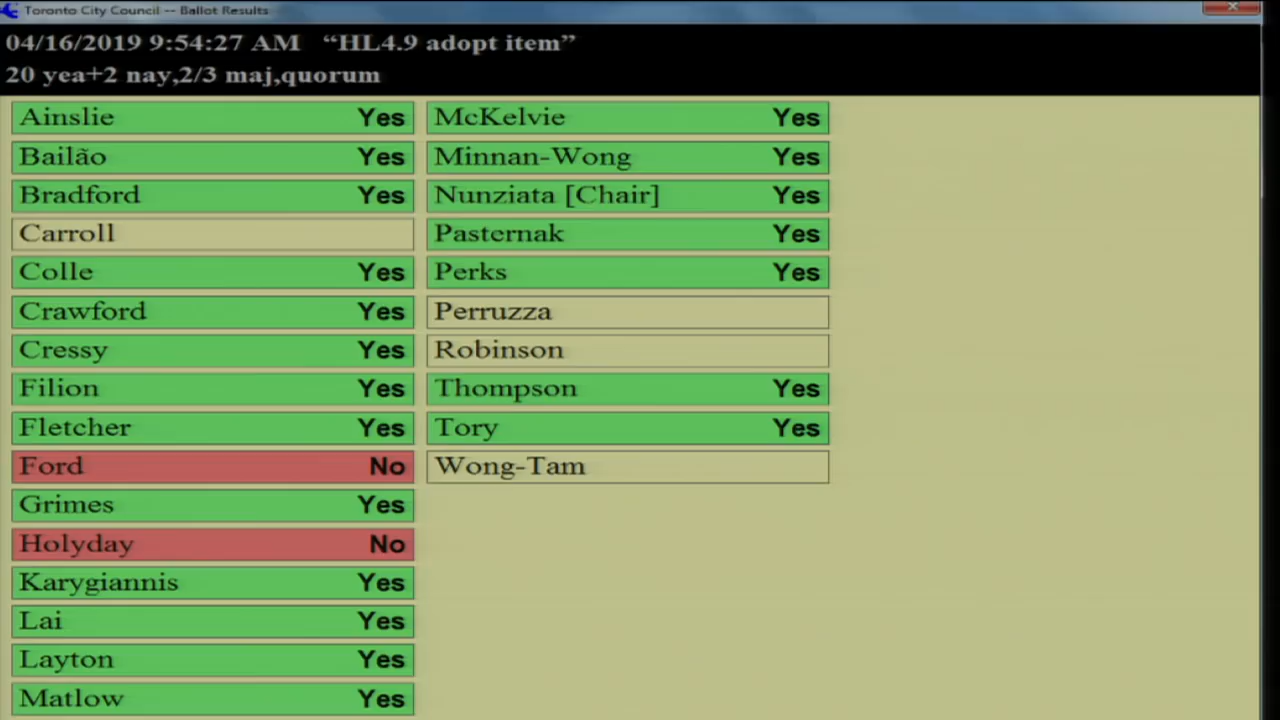 Toronto City Council -- Ballot Results
04/16/2019 9:54:27 AM “HL4.9 adopt item”
20 yea+2 nay,2/3 maj,quorum
Ainslie Yes
Bailão Yes
Bradford Yes
Carroll
Colle Yes
Crawford Yes
Cressy Yes
Filion Yes
Fletcher Yes
Ford No
Grimes Yes
Holyday No
Karygiannis Yes
Lai Yes
Layton Yes
Matlow Yes
McKelvie Yes
Minnan-Wong Yes
Nunziata [Chair] Yes
Pasternak Yes
Perks Yes
Perruzza
Robinson
Thompson Yes
Tory Yes
Wong-Tam